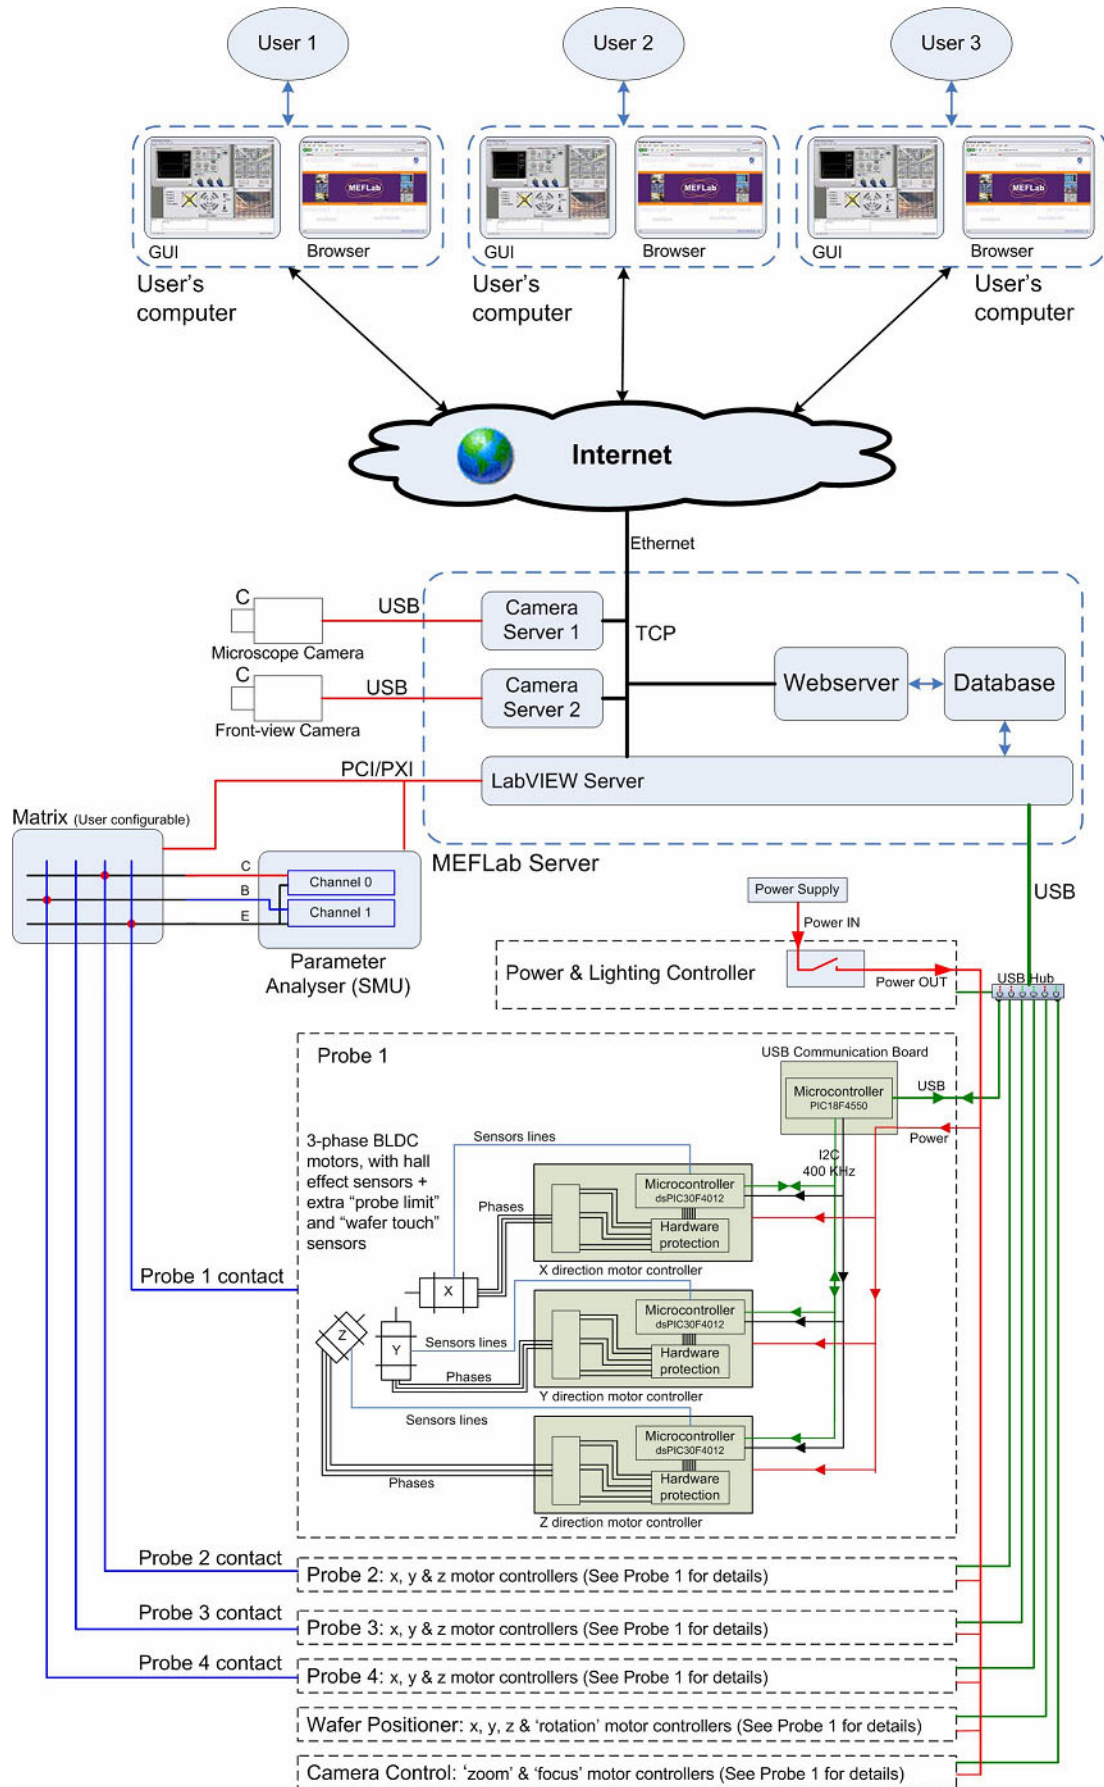 User 1
User 2
User 3
MEFLab
MEFLab
MEFLab
GUI
Browser
GUI
Browser
GUI
Browser
User's
computer
User's
computer
User's
computer
Internet
Ethernet
C
USB
Camera
Server 1
TCP
Microscope Camera
C
USB
Camera
Server 2
Webserver
Database
Front-view Camera
PCI/PXI
LabVIEW Server
Matrix (User configurable)
MEFLab Server
C
Channel 0
B
Channel 1
E
Power Supply
USB
Power IN
Parameter
Analyser (SMU)
Power & Lighting Controller
Power OUT
USB Hub
Probe 1
USB Communication Board
Microcontroller
PIC18F4550
USB
Power
3-phase BLDC
motors, with hall
effect sensors +
extra "probe limit"
and "wafer touch"
sensors
Sensors lines
I2C
400 KHz
Microcontroller
dsPIC30F4012
Phases
Hardware
protection
X direction motor controller
Probe 1 contact
X
Microcontroller
dsPIC30F4012
Z
Y
Sensors lines
Hardware
protection
Phases
Y direction motor controller
Sensors lines
Microcontroller
dsPIC30F4012
Phases
Hardware
protection
Z direction motor controller
Probe 2 contact
Probe 2: x, y & z motor controllers (See Probe 1 for details)
Probe 3 contact
Probe 3: x, y & z motor controllers (See Probe 1 for details)
Probe 4 contact
Probe 4: x, y & z motor controllers (See Probe 1 for details)
Wafer Positioner: x, y, z & 'rotation' motor controllers (See Probe 1 for details)
Camera Control: 'zoom' & 'focus' motor controllers (See Probe 1 for details)